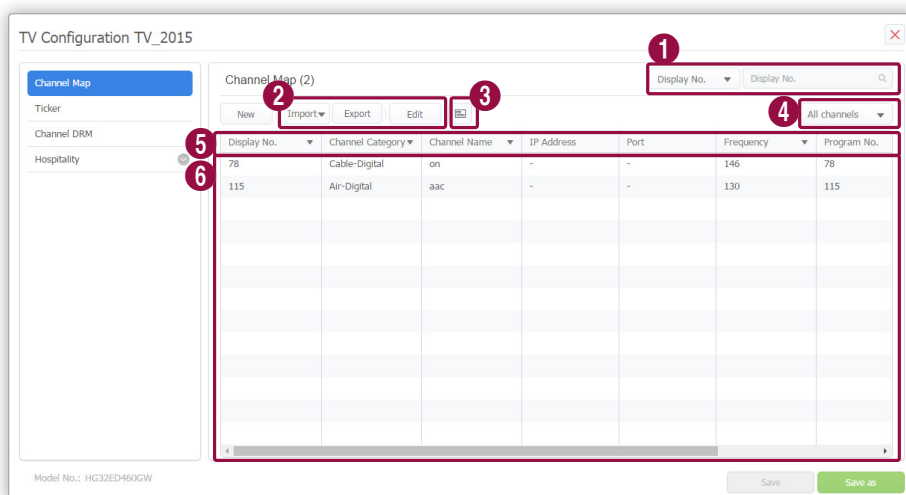 TV Configuration TV_2015
1
Channel Map
Ticker
Channel DRM
Hospitality
Channel Map (2)
Display No.
Display No.
2
3
4
New
Import
Export
Edit
All channels
5
Display No. Channel Category Channel Name IP Address Port Frequency Program No.
6
78 Cable-Digital on - - 146 78
115 Air-Digital aac - - 130 115
Model No.: HG32ED460GW
Save
Save as